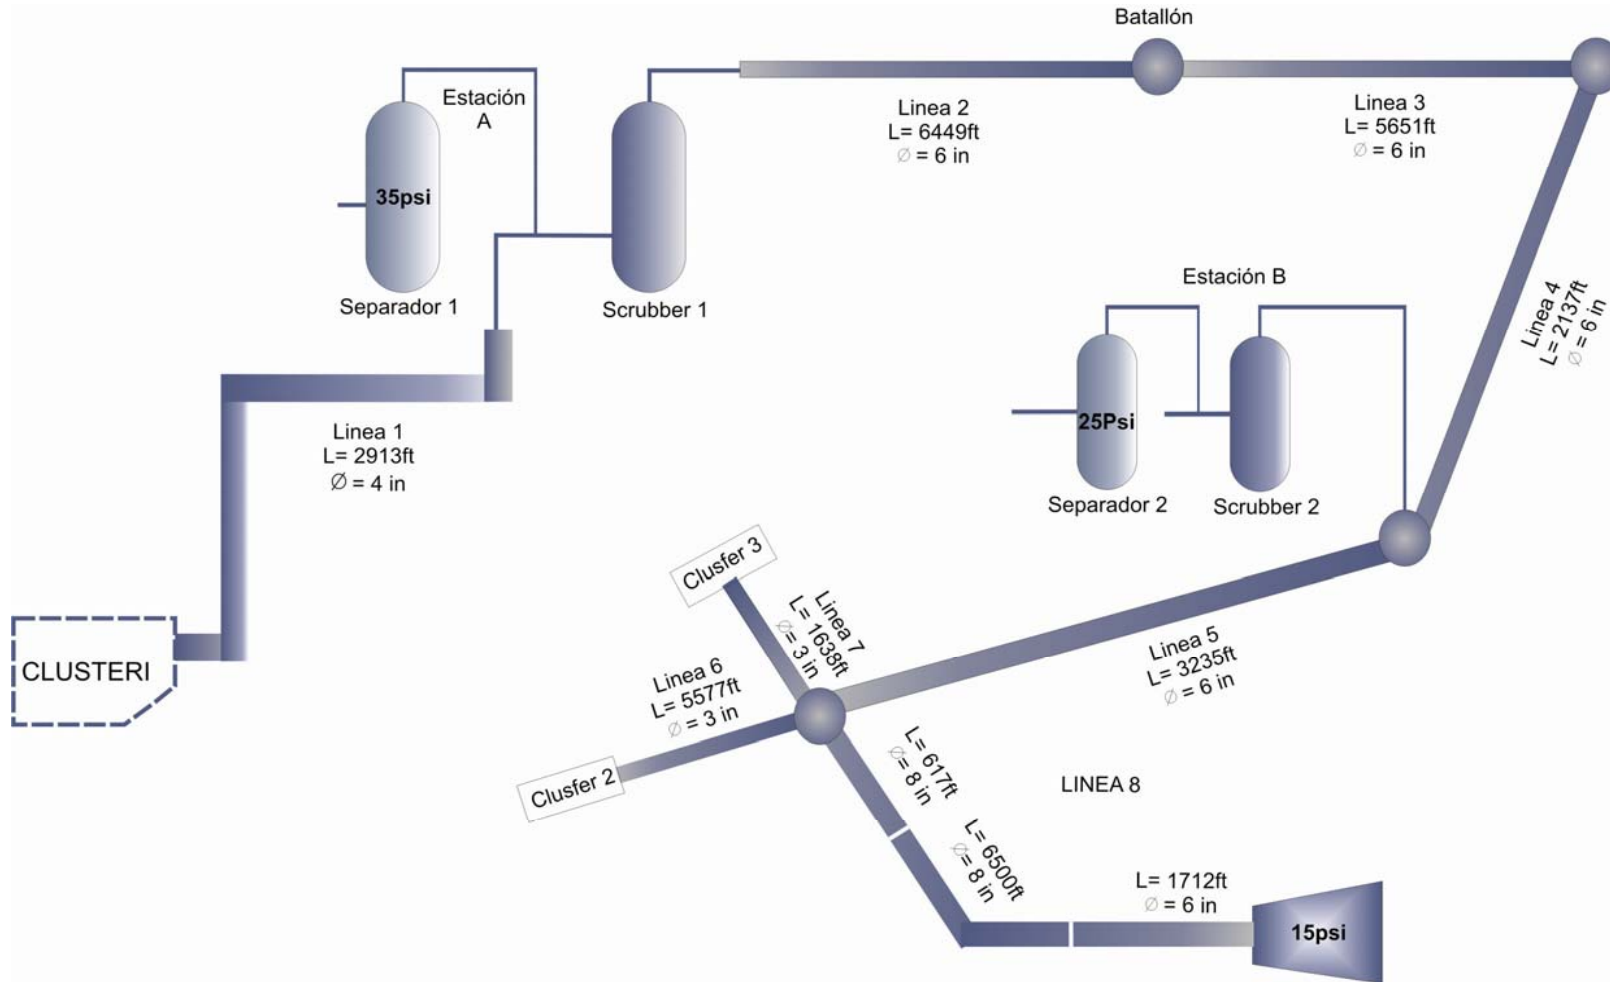 Batallón
Estación
A
35psi
Separador 1
Scrubber 1
Linea 2
L= 6449ft
∅ = 6 in
Linea 3
L= 5651ft
∅ = 6 in
Linea 4
L= 2137ft
∅ = 6 in
Estación B
25Psi
Separador 2
Scrubber 2
Linea 1
L= 2913ft
∅ = 4 in
CLUSTERI
Clusfer 3
Linea 7
L= 1638ft
∅ = 3 in
Linea 6
L= 5577ft
∅ = 3 in
Clusfer 2
Linea 5
L= 3235ft
∅ = 6 in
L= 617ft
∅= 8 in
LINEA 8
L= 6500ft
∅= 8 in
L= 1712ft
∅ = 6 in
15psi